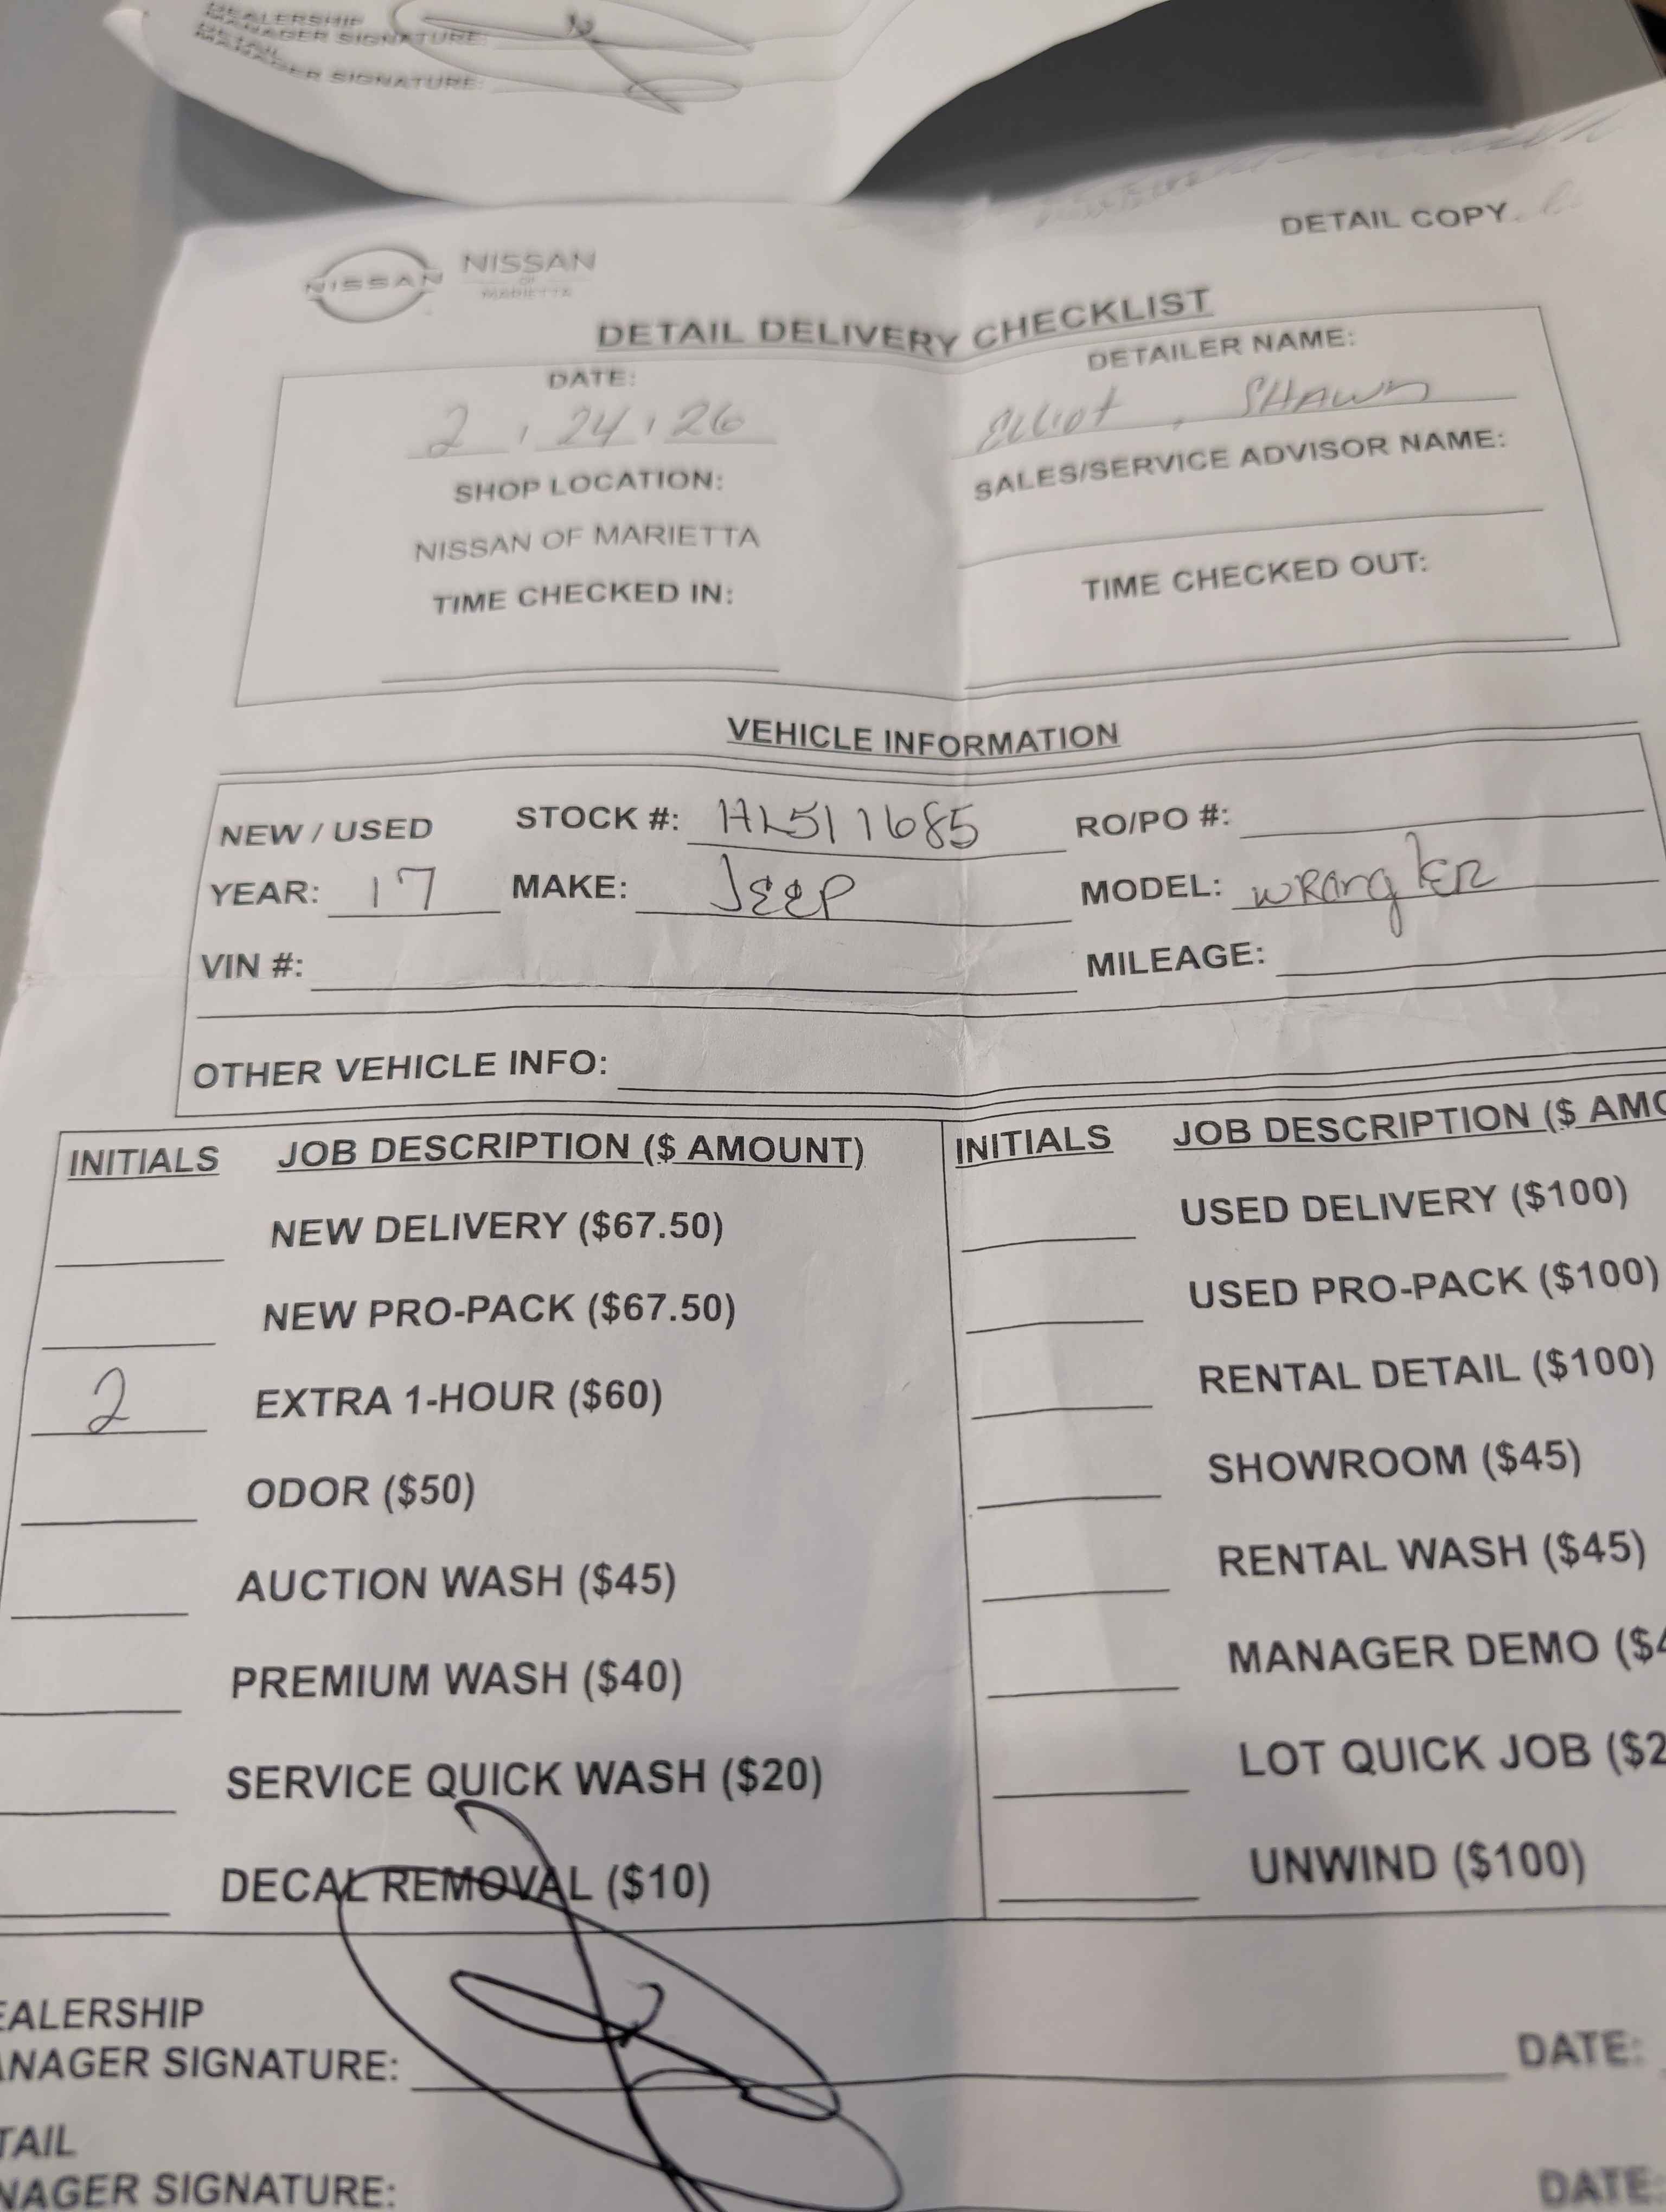 DEALERSHIP
MANAGER SIGNATURE:
DETAIL
MANAGER SIGNATURE:
DETAIL COPY
NISSAN NISSAN
OF
MARIETTA
DETAIL DELIVERY CHECKLIST
DATE: DETAILER NAME:
2 , 24 , 26 Elliot , SHAWN
SHOP LOCATION: SALES/SERVICE ADVISOR NAME:
NISSAN OF MARIETTA
TIME CHECKED IN: TIME CHECKED OUT:
VEHICLE INFORMATION
NEW / USED STOCK #: HL511685 RO/PO #:
YEAR: 17 MAKE: JEEP MODEL: WRangler
VIN #: MILEAGE:
OTHER VEHICLE INFO:
INITIALS JOB DESCRIPTION ($ AMOUNT) INITIALS JOB DESCRIPTION ($ AMO
NEW DELIVERY ($67.50) USED DELIVERY ($100)
NEW PRO-PACK ($67.50) USED PRO-PACK ($100)
2 EXTRA 1-HOUR ($60) RENTAL DETAIL ($100)
ODOR ($50) SHOWROOM ($45)
AUCTION WASH ($45) RENTAL WASH ($45)
PREMIUM WASH ($40) MANAGER DEMO ($4
SERVICE QUICK WASH ($20) LOT QUICK JOB ($2
DECAL REMOVAL ($10) UNWIND ($100)
EALERSHIP
ANAGER SIGNATURE: DATE:
TAIL
NAGER SIGNATURE: DATE: